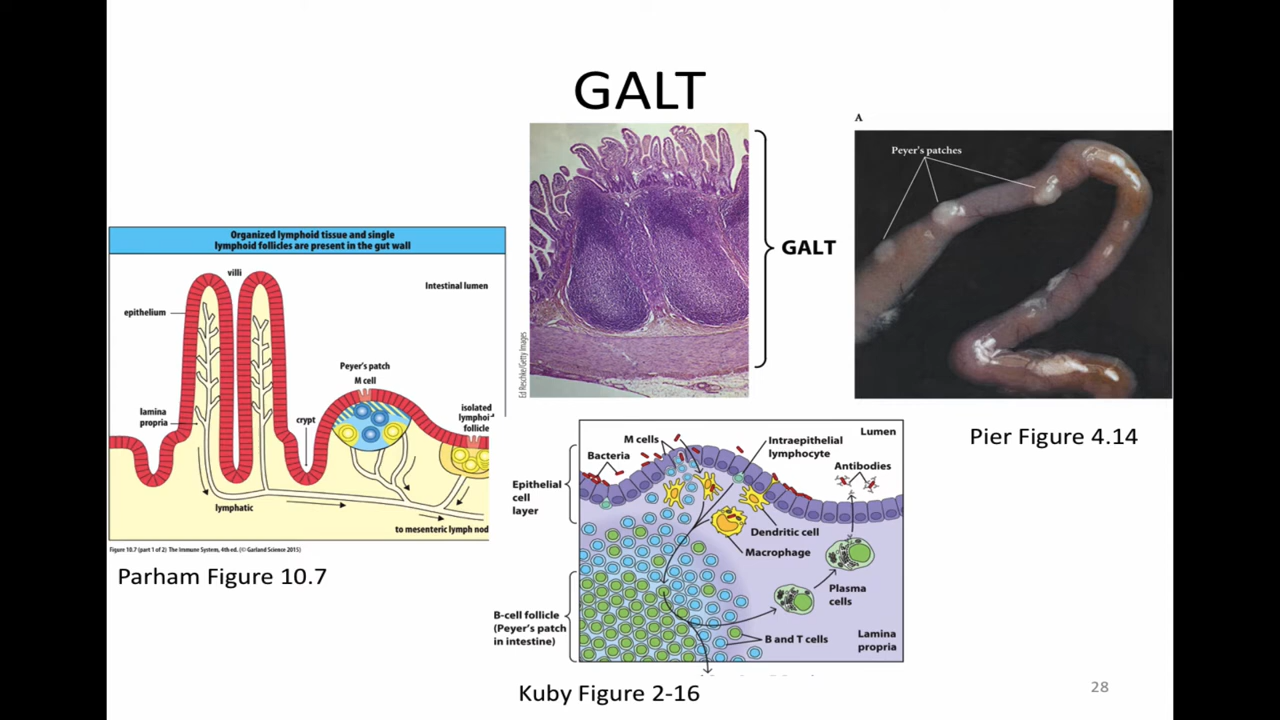 GALT
Organized lymphoid tissue and single
lymphoid follicles are present in the gut wall
villi
Intestinal lumen
epithelium
Peyer's patch
M cell
lamina
propria
crypt
isolated
lymphoid
follicle
lymphatic
to mesenteric lymph nod
Figure 10.7 (part 1 of 2) The Immune System, 4th ed. (© Garland Science 2015)
Parham Figure 10.7
Ed Reschke/Getty Images
GALT
A
Peyer's patches
Pier Figure 4.14
M cells
Lumen
Bacteria
Intraepithelial
lymphocyte
Antibodies
Epithelial
cell
layer
Dendritic cell
Macrophage
Plasma
cells
B-cell follicle
(Peyer's patch
in intestine)
B and T cells
Lamina
propria
Kuby Figure 2-16
28